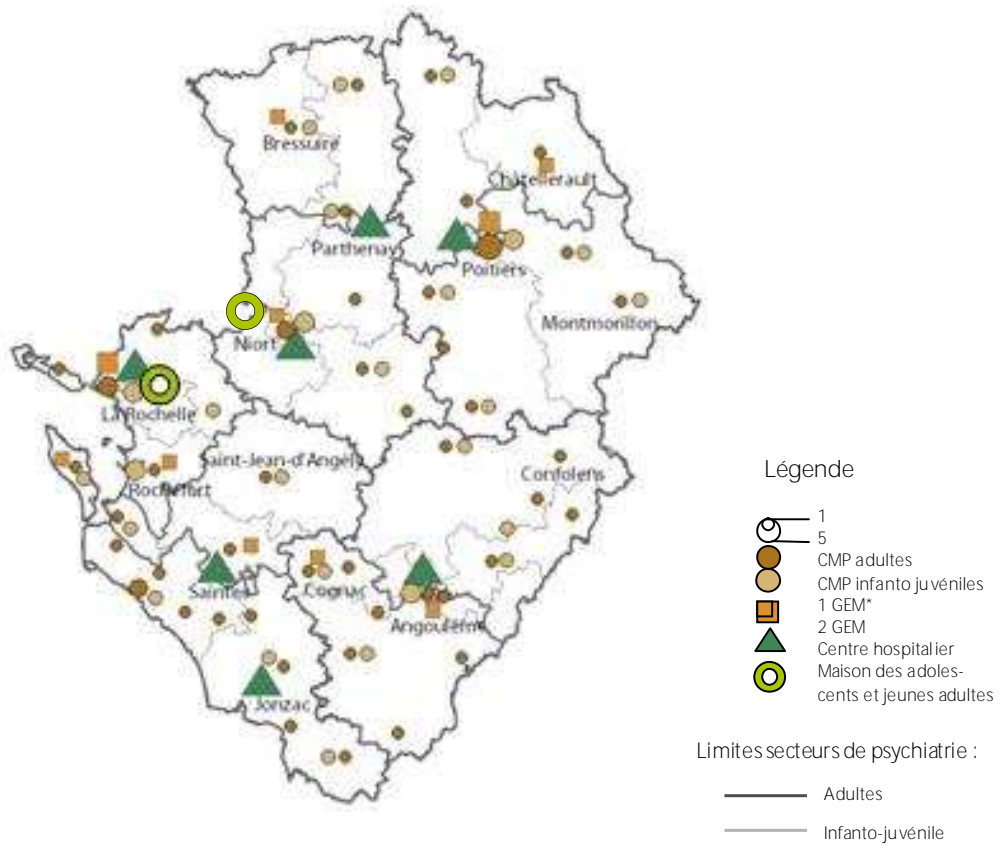 Bressuire
Châtellerault
Parthenay
Poitiers
Montmorillon
Niort
La Rochelle
Saint-Jean-d'Angely
Confolens
Rochefort
Saintes
Cognac
Angoulême
Jonzac
Légende
1
5
CMP adultes
CMP infanto juvéniles
1 GEM*
2 GEM
Centre hospitalier
Maison des adoles-
cents et jeunes adultes
Limites secteurs de psychiatrie :
Adultes
Infanto-juvénile